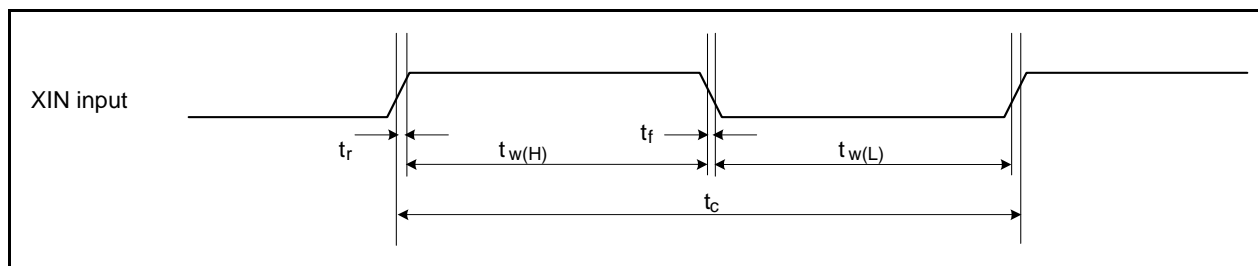 XIN input
tr
tw(H)
tf
tw(L)
tc